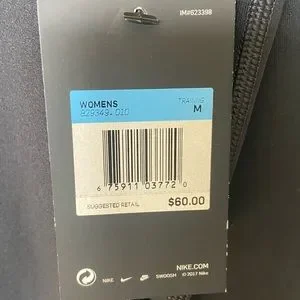 IM#623398
WOMENS TRAINING
829349-010 M
6 75911 03772 0
SUGGESTED RETAIL $60.00
NIKE.COM
NIKE SWOOSH © 2017 Nike